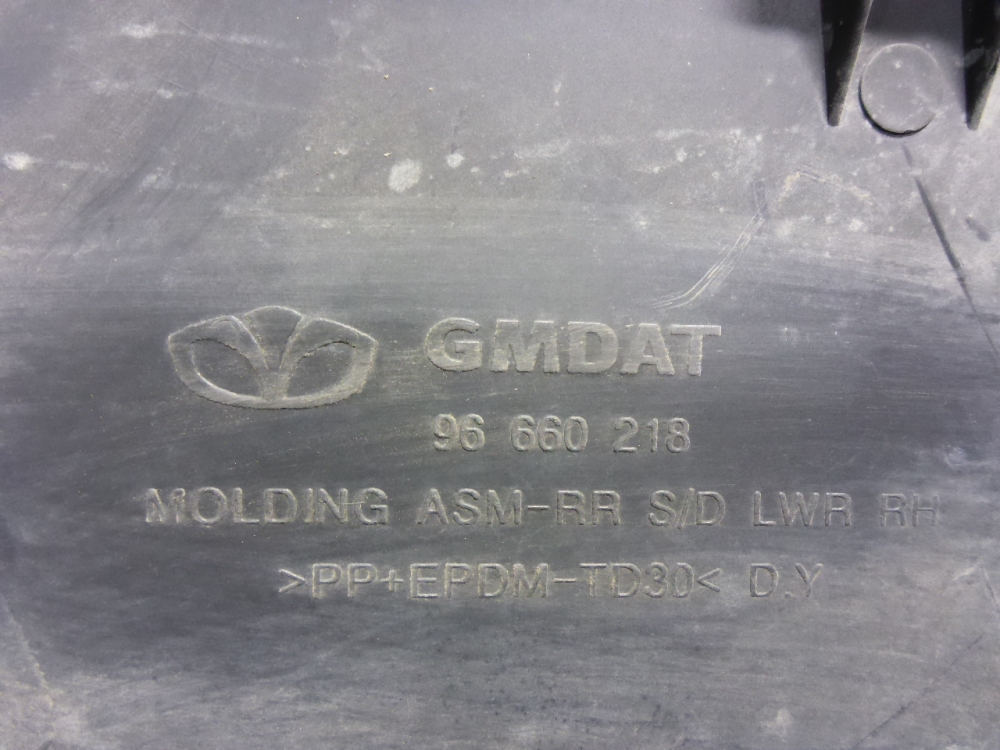 GMDAT
96 660 218
MOLDING ASM-RR S/D LWR RH
>PP+EPDM-TD30< D.Y